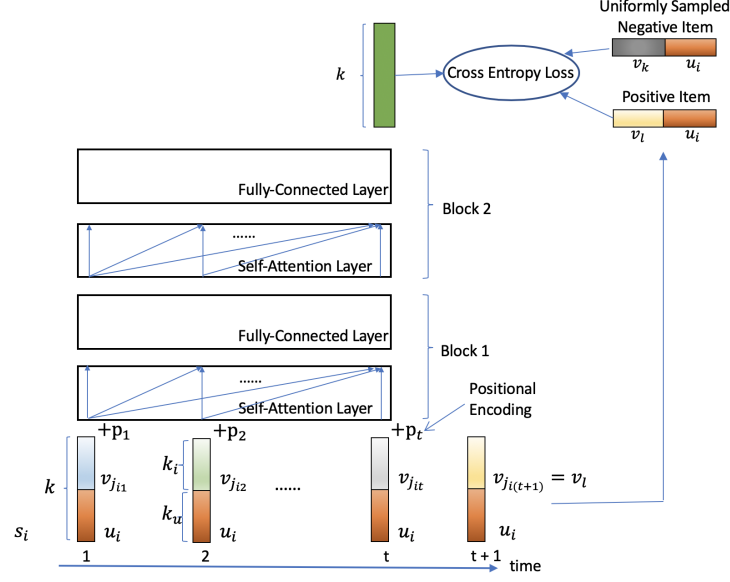 Uniformly Sampled
Negative Item
v_k u_i
k
Cross Entropy Loss
Positive Item
v_l u_i
Fully-Connected Layer
Block 2
......
Self-Attention Layer
Fully-Connected Layer
Block 1
......
Self-Attention Layer
Positional
Encoding
+p_1 +p_2 +p_t
k v_{j_{i1}} k_i v_{j_{i2}} ...... v_{j_{it}} v_{j_{i(t+1)}} = v_l
s_i u_i k_u u_i u_i u_i
1 2 t t + 1
time